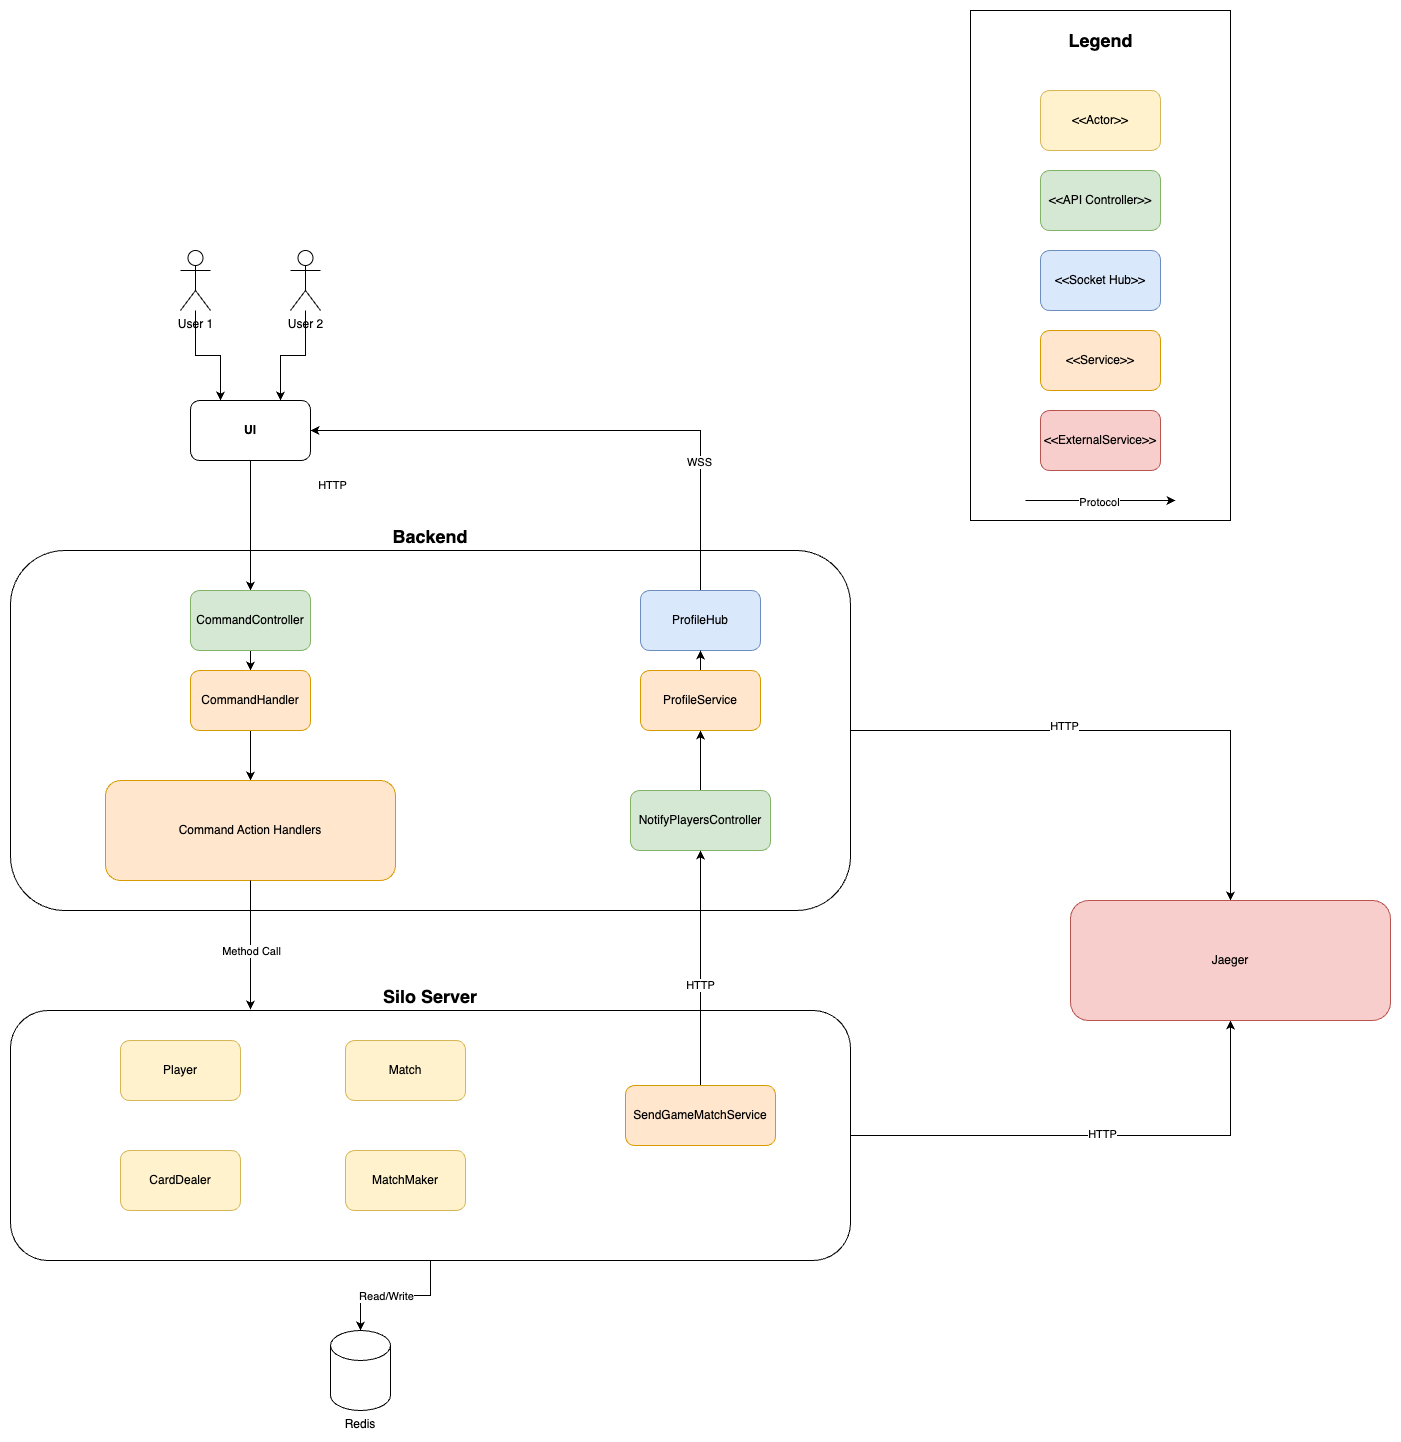 Legend
<<Actor>>
<<API Controller>>
<<Socket Hub>>
<<Service>>
<<ExternalService>>
Protocol
User 1
User 2
UI
WSS
HTTP
Backend
CommandController
ProfileHub
CommandHandler
ProfileService
HTTP
Command Action Handlers
NotifyPlayersController
Method Call
Jaeger
HTTP
Silo Server
Player
Match
SendGameMatchService
HTTP
CardDealer
MatchMaker
Read/Write
Redis